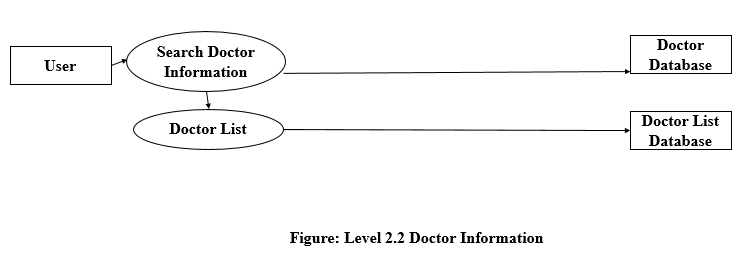 User
Search Doctor
Information
Doctor
Database
Doctor List
Doctor List
Database
Figure: Level 2.2 Doctor Information